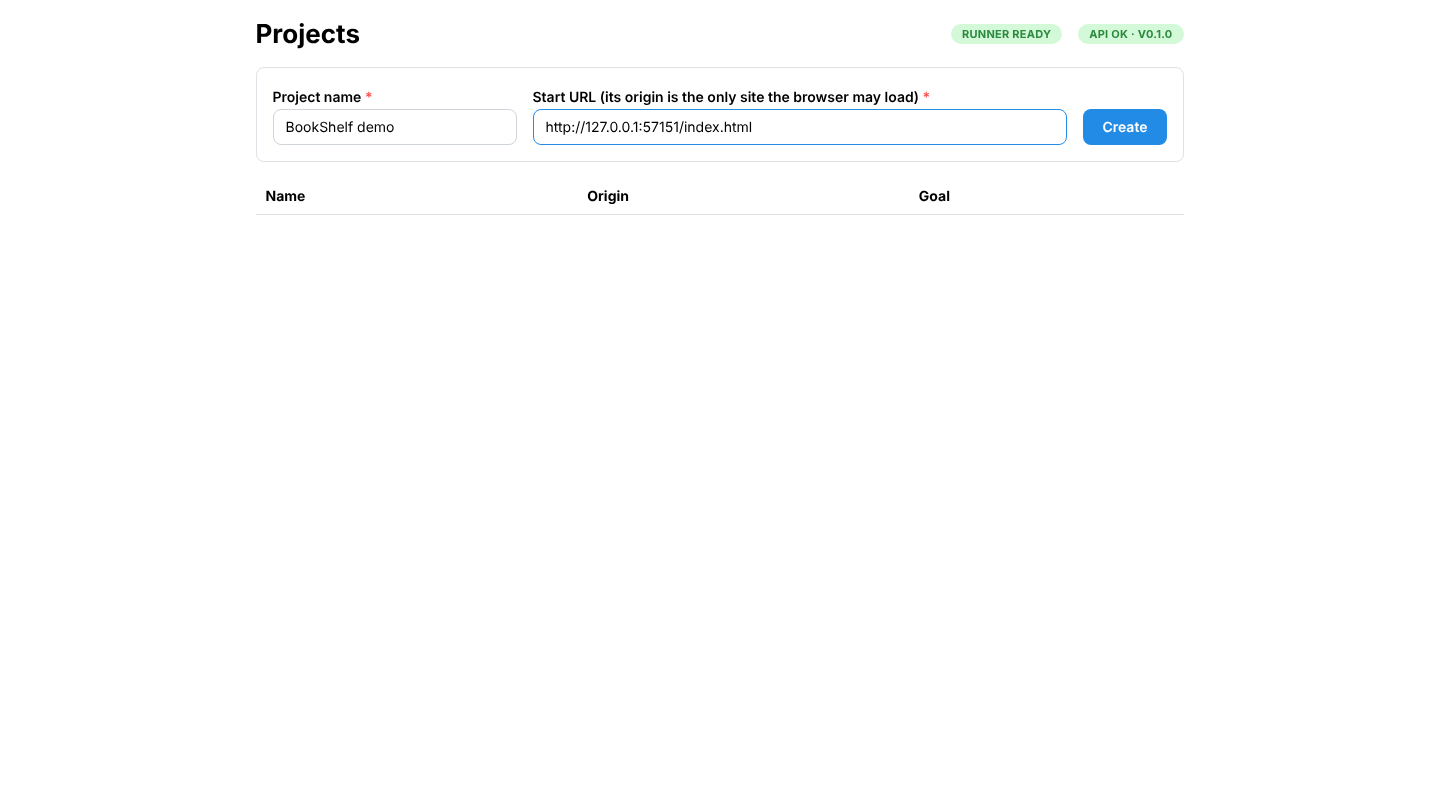 Projects
RUNNER READY
API OK · V0.1.0
Project name *
Start URL (its origin is the only site the browser may load) *
BookShelf demo
http://127.0.0.1:57151/index.html
Create
Name
Origin
Goal